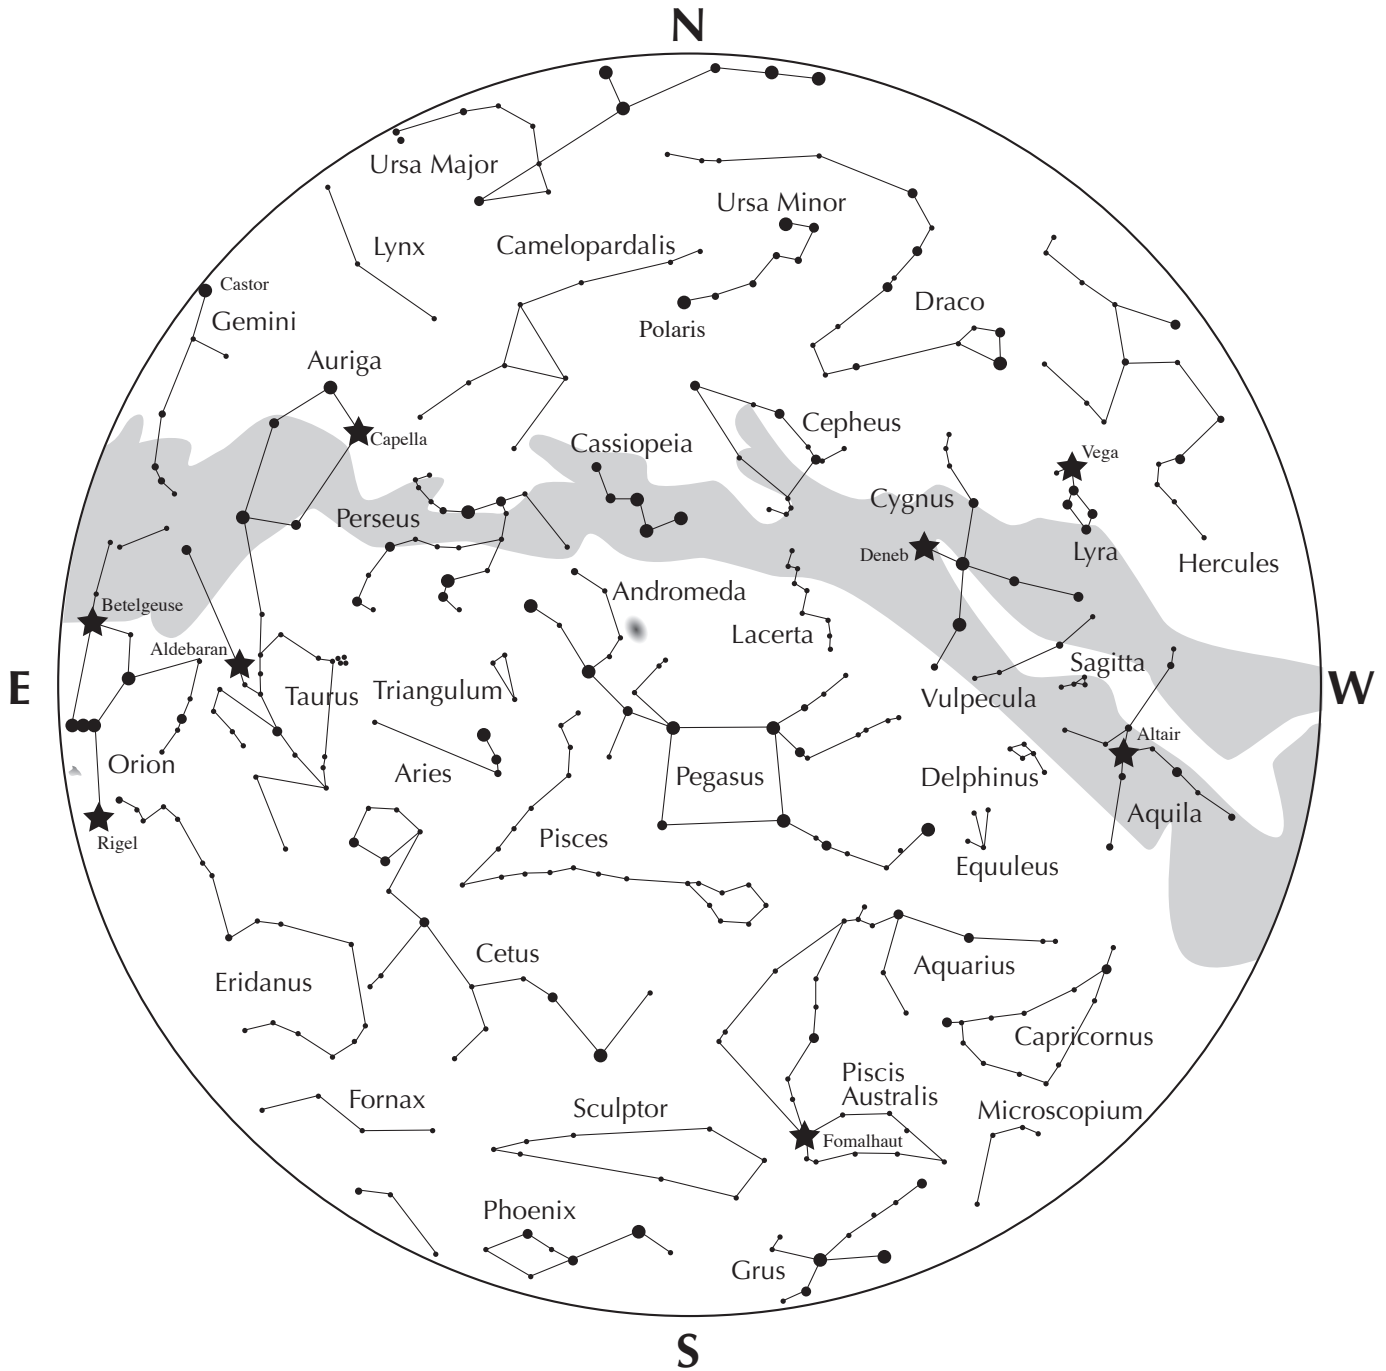 N
Ursa Major
Ursa Minor
Lynx
Camelopardalis
Castor
Gemini
Draco
Polaris
Auriga
Cepheus
Capella
Cassiopeia
Vega
Cygnus
Perseus
Deneb
Lyra
Hercules
Andromeda
Betelgeuse
Lacerta
Aldebaran
Sagitta
E
Taurus
Triangulum
Vulpecula
W
Altair
Orion
Aries
Pegasus
Delphinus
Aquila
Rigel
Pisces
Equuleus
Cetus
Aquarius
Eridanus
Capricornus
Piscis
Australis
Fornax
Sculptor
Microscopium
Fomalhaut
Phoenix
Grus
S